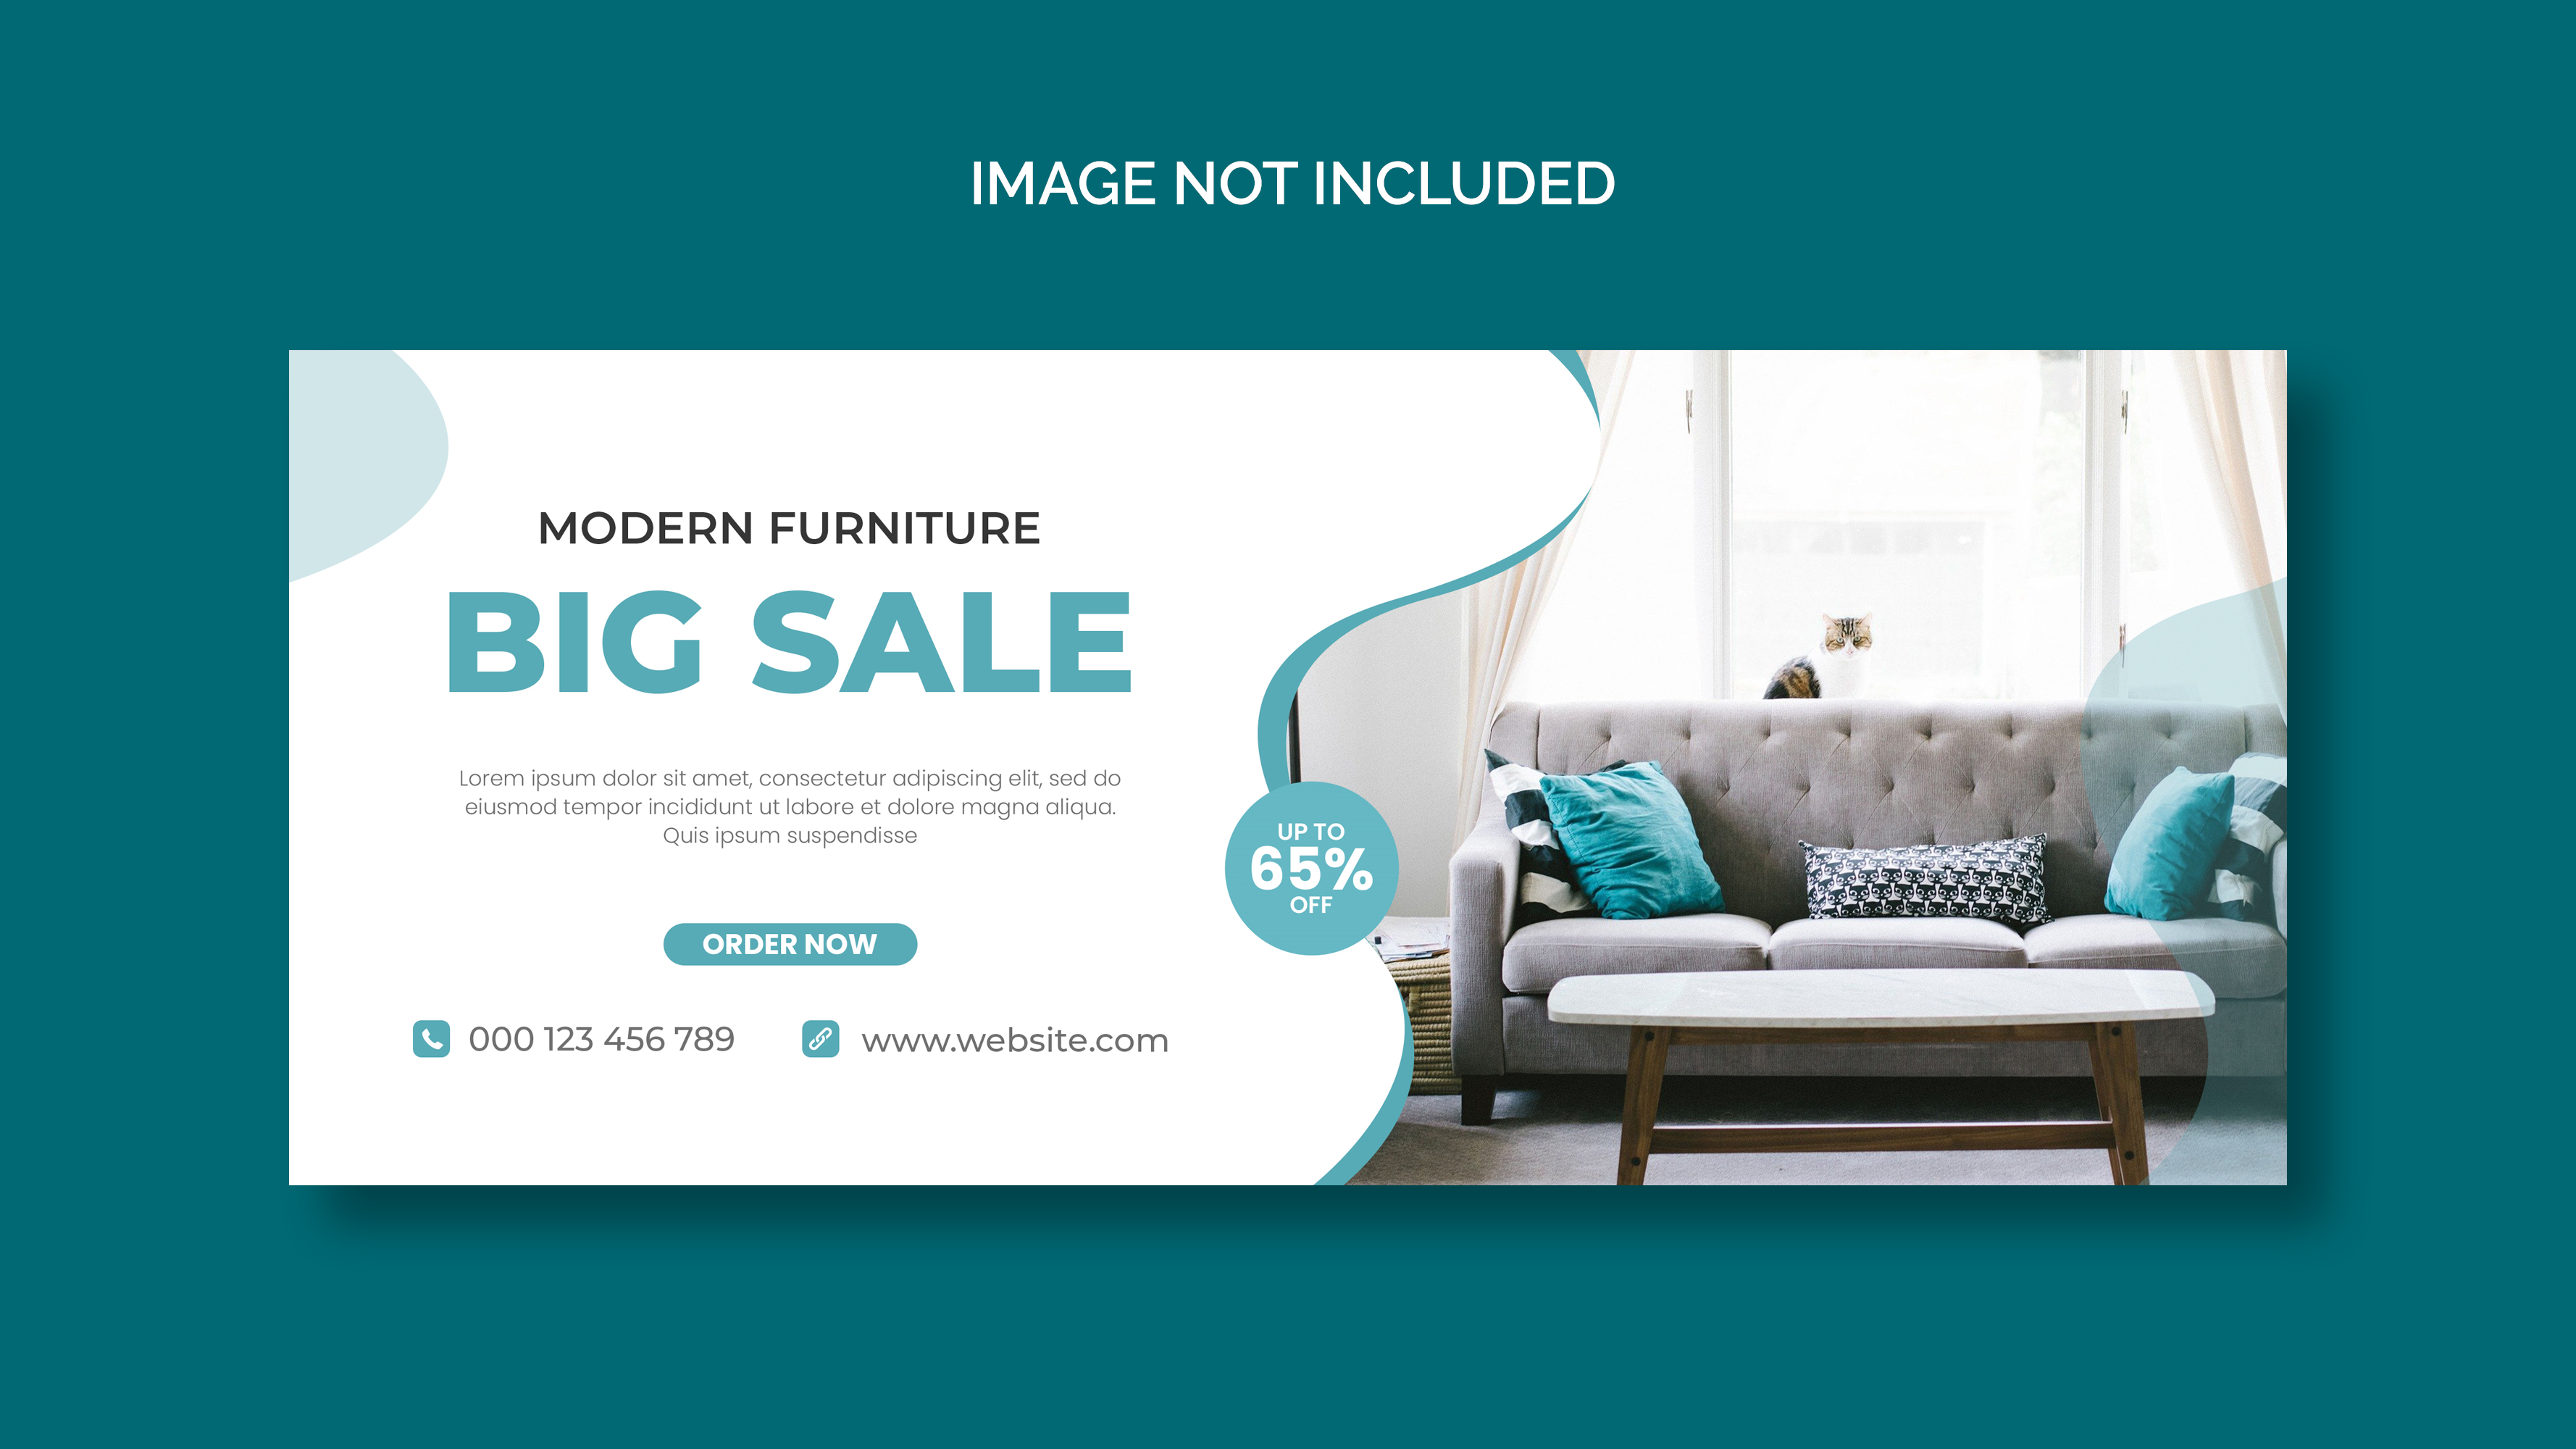 IMAGE NOT INCLUDED
MODERN FURNITURE
BIG SALE
Lorem ipsum dolor sit amet, consectetur adipiscing elit, sed do
eiusmod tempor incididunt ut labore et dolore magna aliqua.
Quis ipsum suspendisse
ORDER NOW
000 123 456 789
www.website.com
UP TO
65%
OFF